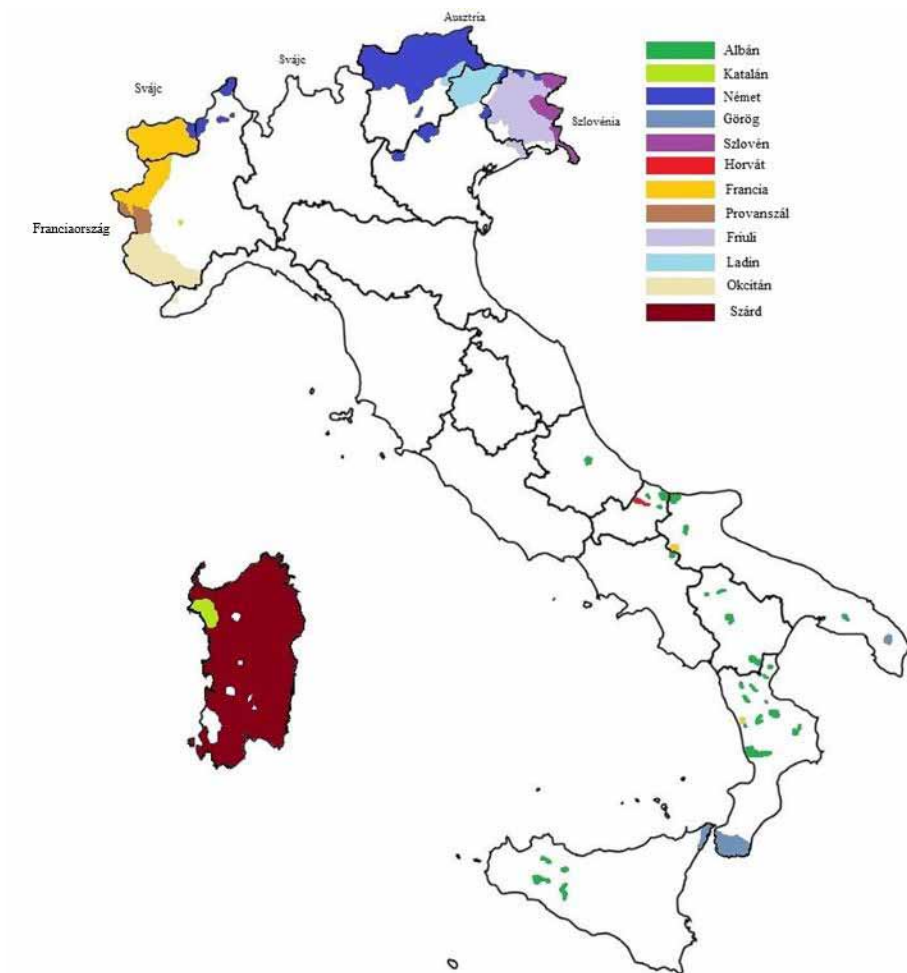 Ausztria
Svájc
Svájc
Szlovénia
Franciaország
Albán
Katalán
Német
Görög
Szlovén
Horvát
Francia
Provanszál
Friuli
Ladin
Okcitán
Szárd